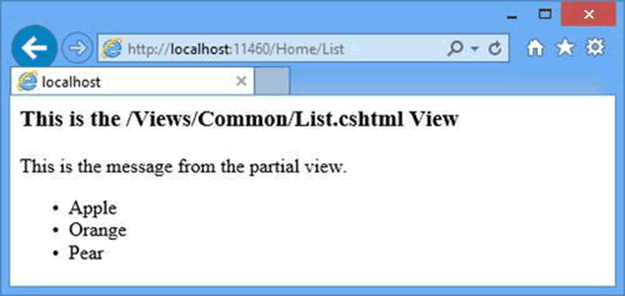 http://localhost:11460/Home/List
localhost
This is the /Views/Common/List.cshtml View
This is the message from the partial view.
• Apple
• Orange
• Pear